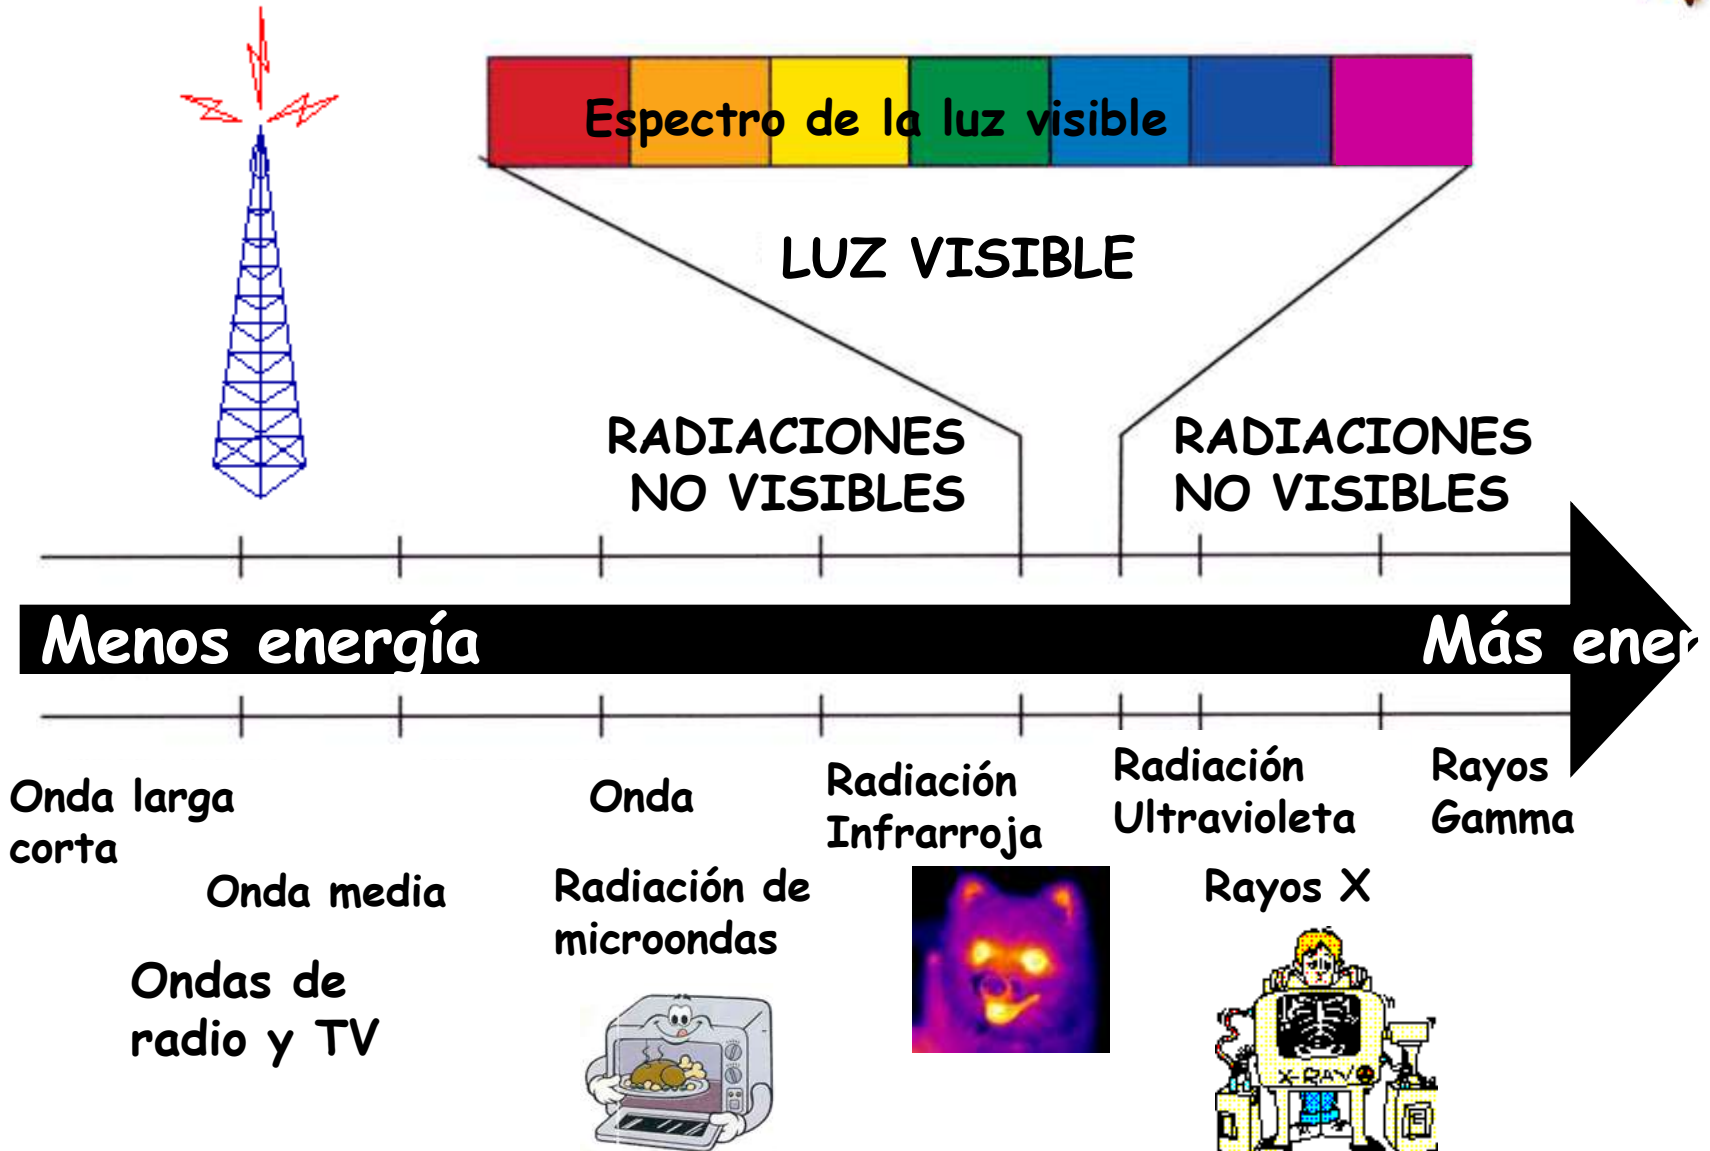 Espectro de la luz visible
LUZ VISIBLE
RADIACIONES
NO VISIBLES
RADIACIONES
NO VISIBLES
Menos energía
Más ener
Onda larga
corta
Onda
Radiación
Infrarroja
Radiación
Ultravioleta
Rayos
Gamma
Onda media
Radiación de
microondas
Rayos X
Ondas de
radio y TV
X-RAY